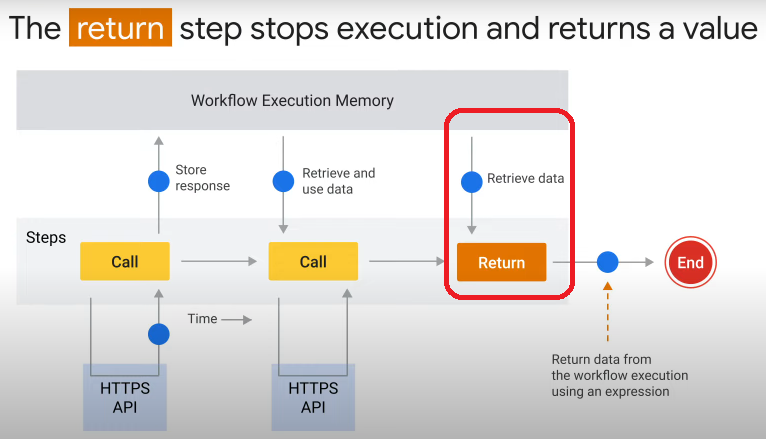 The return step stops execution and returns a value
Workflow Execution Memory
Store
response
Retrieve and
use data
Retrieve data
Steps
Call
Call
Return
End
Time
HTTPS
API
HTTPS
API
Return data from
the workflow execution
using an expression